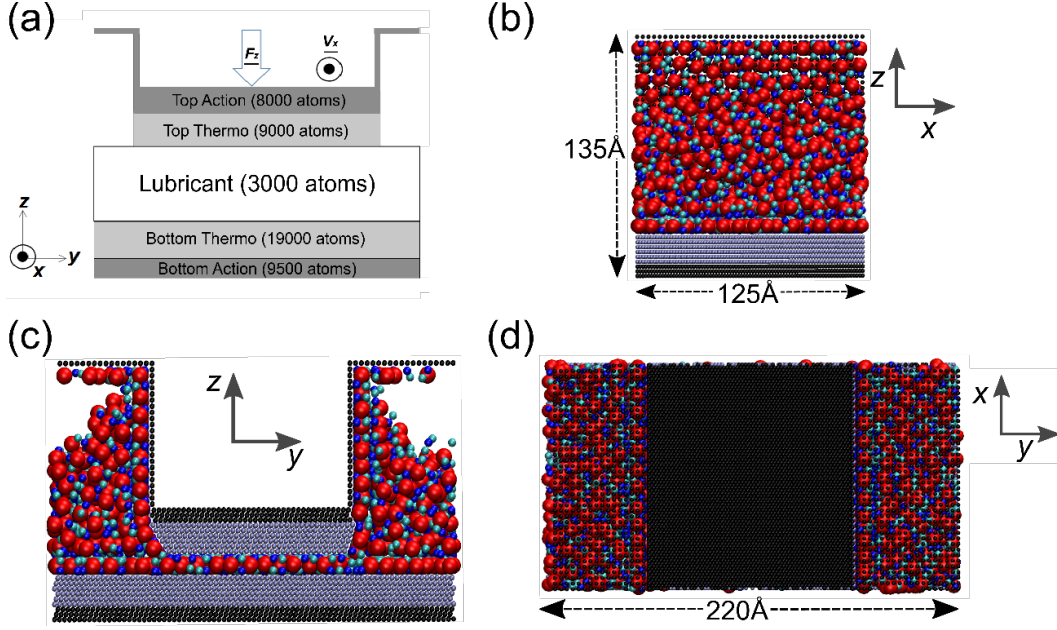 (a)
F_z
V_x
Top Action (8000 atoms)
Top Thermo (9000 atoms)
Lubricant (3000 atoms)
z
Bottom Thermo (19000 atoms)
x y
Bottom Action (9500 atoms)
(b)
z
x
135Å
125Å
(c)
z
y
(d)
x
y
220Å